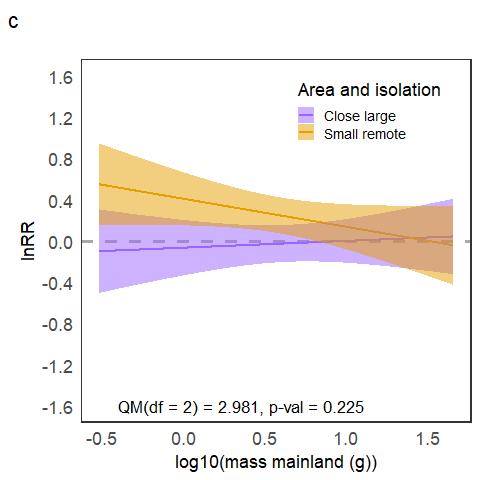 c
Area and isolation
Close large
Small remote
lnRR
1.6
1.2
0.8
0.4
0.0
-0.4
-0.8
-1.2
-1.6
QM(df = 2) = 2.981, p-val = 0.225
-0.5 0.0 0.5 1.0 1.5
log10(mass mainland (g))